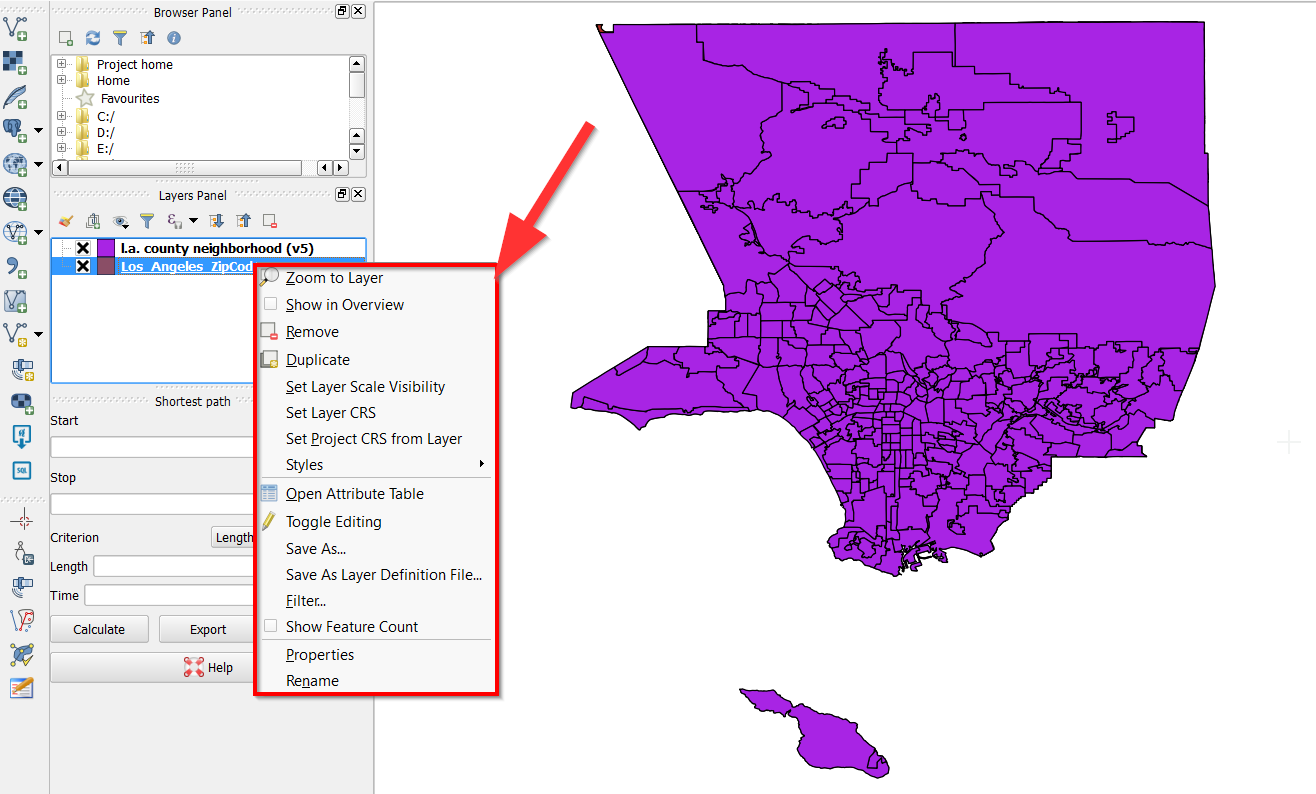 Browser Panel
Project home
Home
Favourites
C:/
D:/
E:/
Layers Panel
l.a. county neighborhood (v5)
Los_Angeles_ZipCod
Zoom to Layer
Show in Overview
Remove
Duplicate
Set Layer Scale Visibility
Set Layer CRS
Set Project CRS from Layer
Styles
Open Attribute Table
Toggle Editing
Save As...
Save As Layer Definition File...
Filter...
Show Feature Count
Properties
Rename
Shortest path
Start
Stop
Criterion
Length
Length
Time
Calculate
Export
Help
SQL